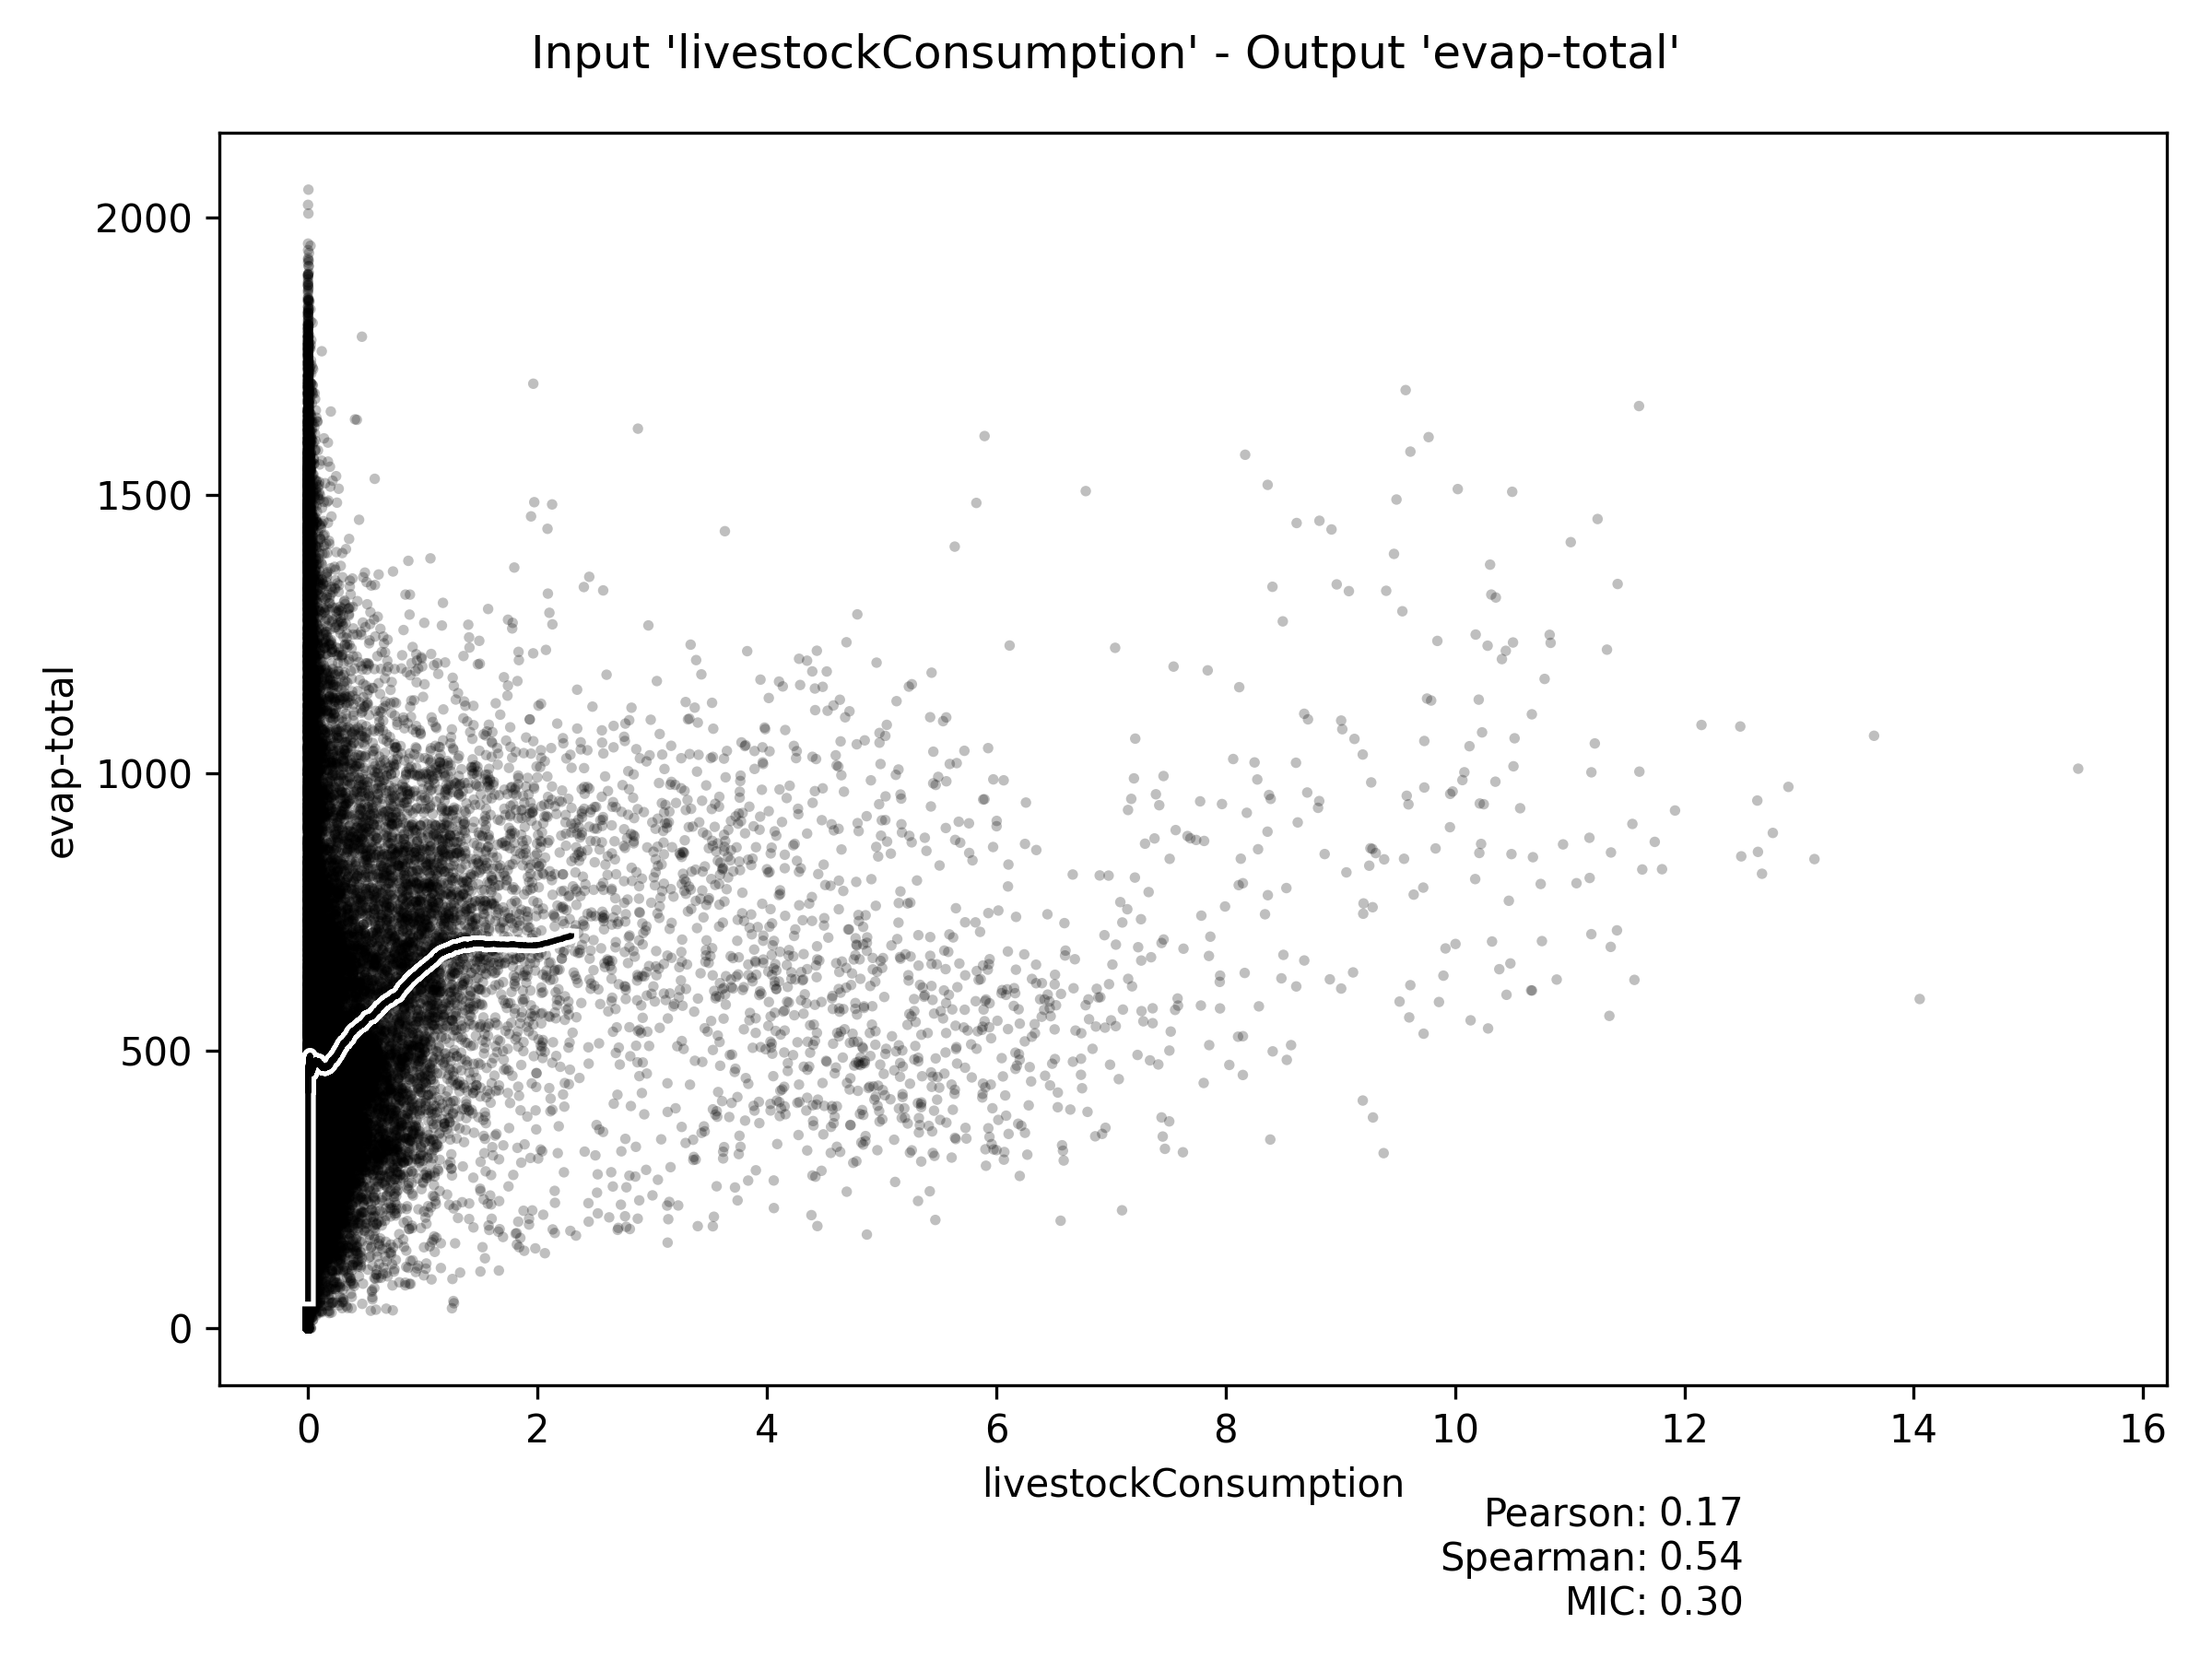 Input 'livestockConsumption' - Output 'evap-total'
2000
1500
1000
500
0
evap-total
0 2 4 6 8 10 12 14 16
livestockConsumption
Pearson: 0.17
Spearman: 0.54
MIC: 0.30